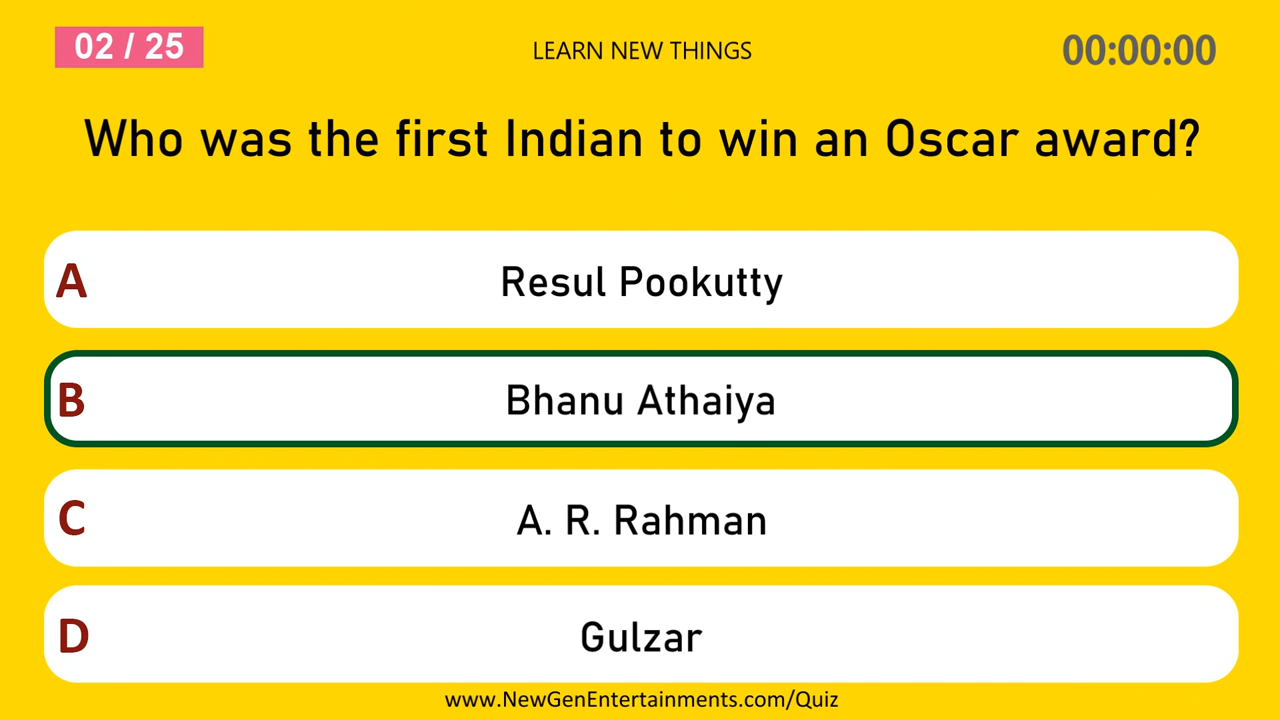 02 / 25
LEARN NEW THINGS
00:00:00
Who was the first Indian to win an Oscar award?
A Resul Pookutty
B Bhanu Athaiya
C A. R. Rahman
D Gulzar
www.NewGenEntertainments.com/Quiz